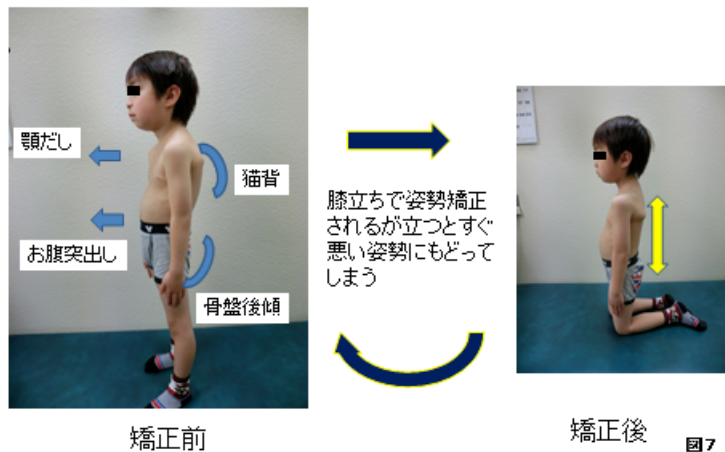 顎だし
猫背
お腹突出し
骨盤後傾
膝立ちで姿勢矯正
されるが立つとすぐ
悪い姿勢にもどって
しまう
矯正前
矯正後
図7